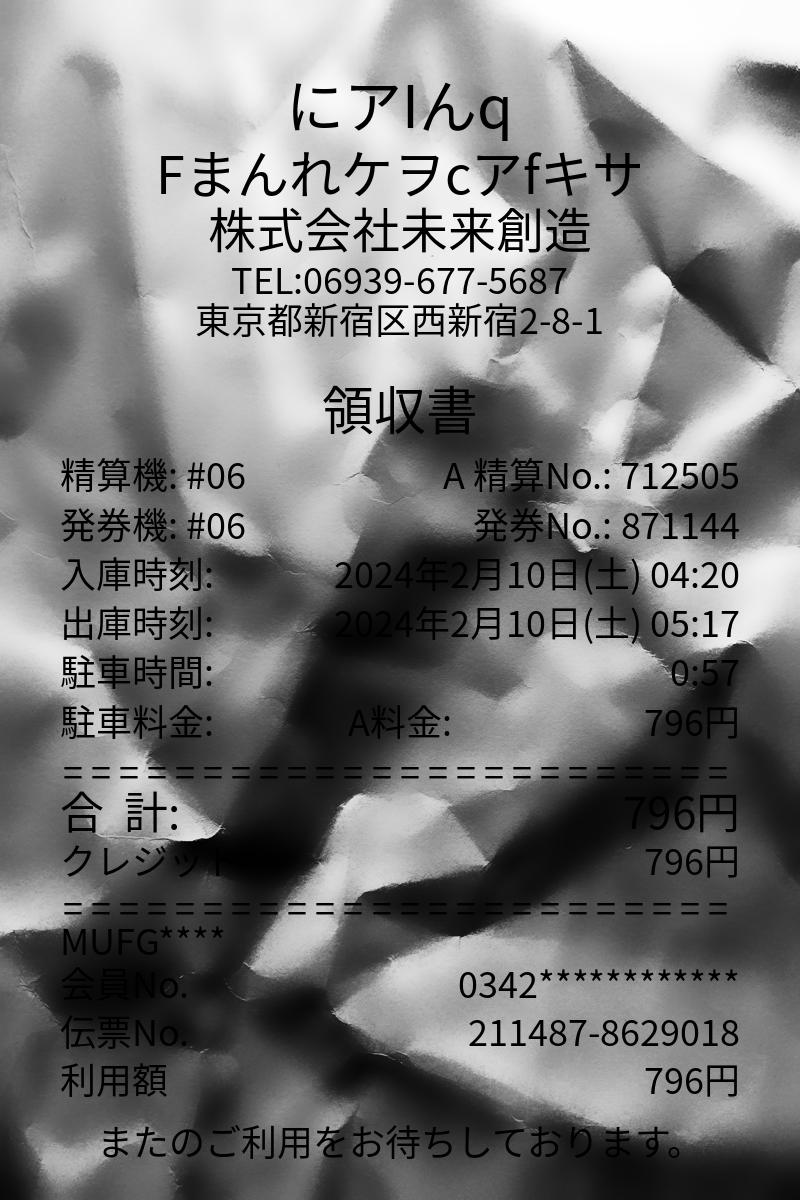 にアIんq
Fまんれケヲcアfキサ
株式会社未来創造
TEL:06939-677-5687
東京都新宿区西新宿2-8-1
領収書
精算機: #06 A 精算No.: 712505
発券機: #06 発券No.: 871144
入庫時刻: 2024年2月10日(土) 04:20
出庫時刻: 2024年2月10日(土) 05:17
駐車時間: 0:57
駐車料金: A料金: 796円
========================
合 計: 796円
クレジット 796円
========================
MUFG****
会員No. 0342************
伝票No. 211487-8629018
利用額 796円
またのご利用をお待ちしております。